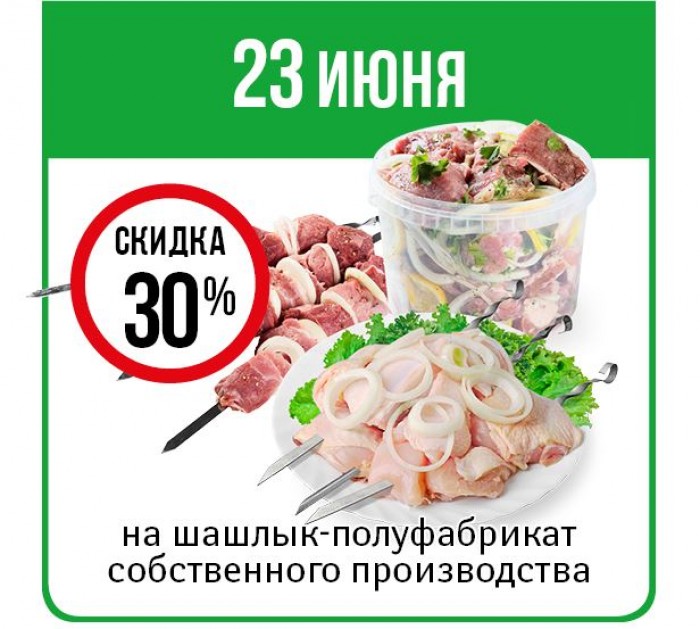 23 ИЮНЯ
СКИДКА
30%
на шашлык-полуфабрикат
собственного производства